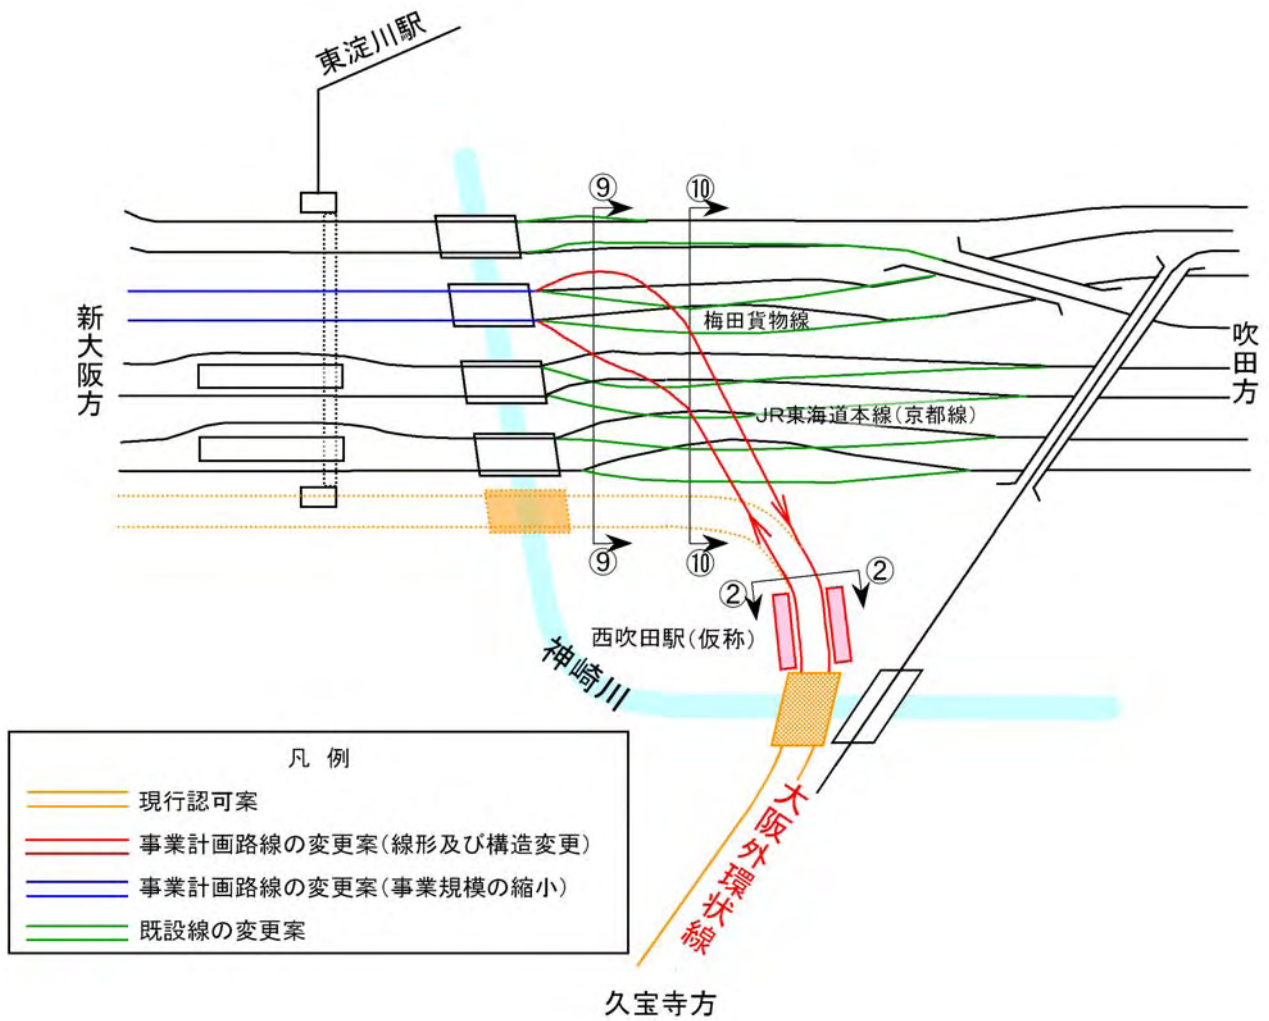 東淀川駅
⑨
⑩
新大阪方
梅田貨物線
吹田方
JR東海道本線(京都線)
⑨
⑩
②
②
西吹田駅(仮称)
神崎川
凡 例
現行認可案
事業計画路線の変更案(線形及び構造変更)
事業計画路線の変更案(事業規模の縮小)
既設線の変更案
大阪外環状線
久宝寺方